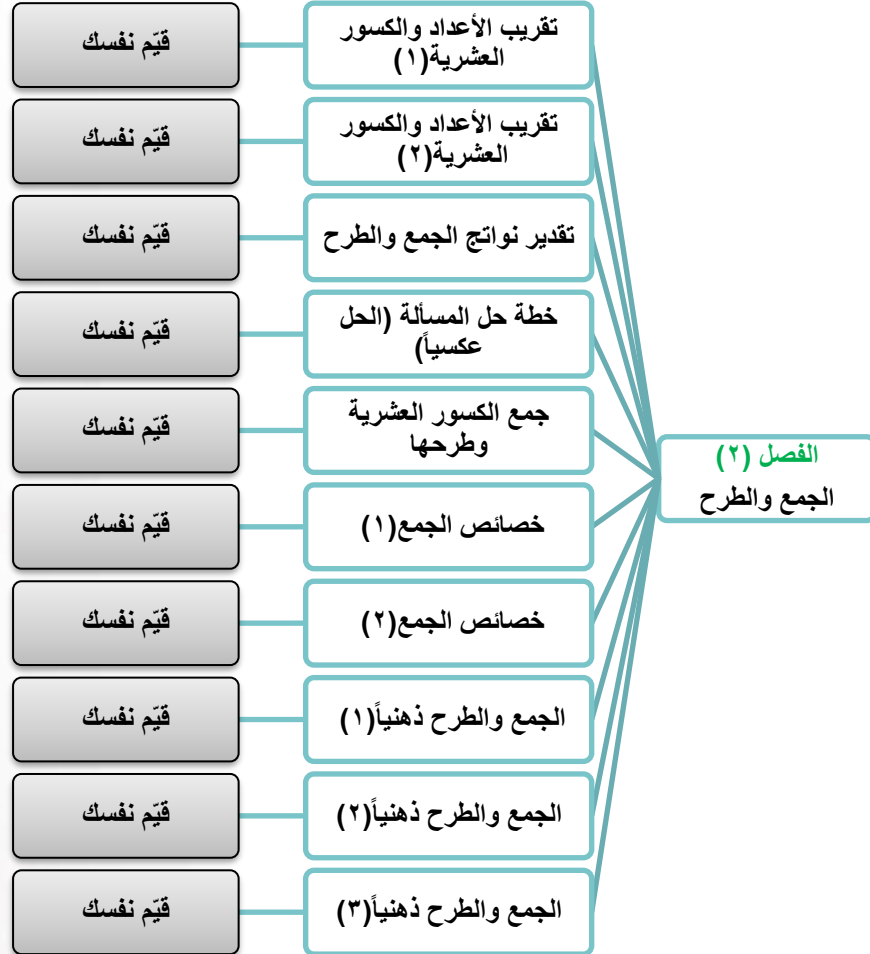 الفصل (٢)
الجمع والطرح
تقريب الأعداد والكسور
العشرية(١)
قيّم نفسك
تقريب الأعداد والكسور
العشرية(٢)
قيّم نفسك
تقدير نواتج الجمع والطرح
قيّم نفسك
خطة حل المسألة (الحل
عكسياً)
قيّم نفسك
جمع الكسور العشرية
وطرحها
قيّم نفسك
خصائص الجمع(١)
قيّم نفسك
خصائص الجمع(٢)
قيّم نفسك
الجمع والطرح ذهنياً(١)
قيّم نفسك
الجمع والطرح ذهنياً(٢)
قيّم نفسك
الجمع والطرح ذهنياً(٣)
قيّم نفسك